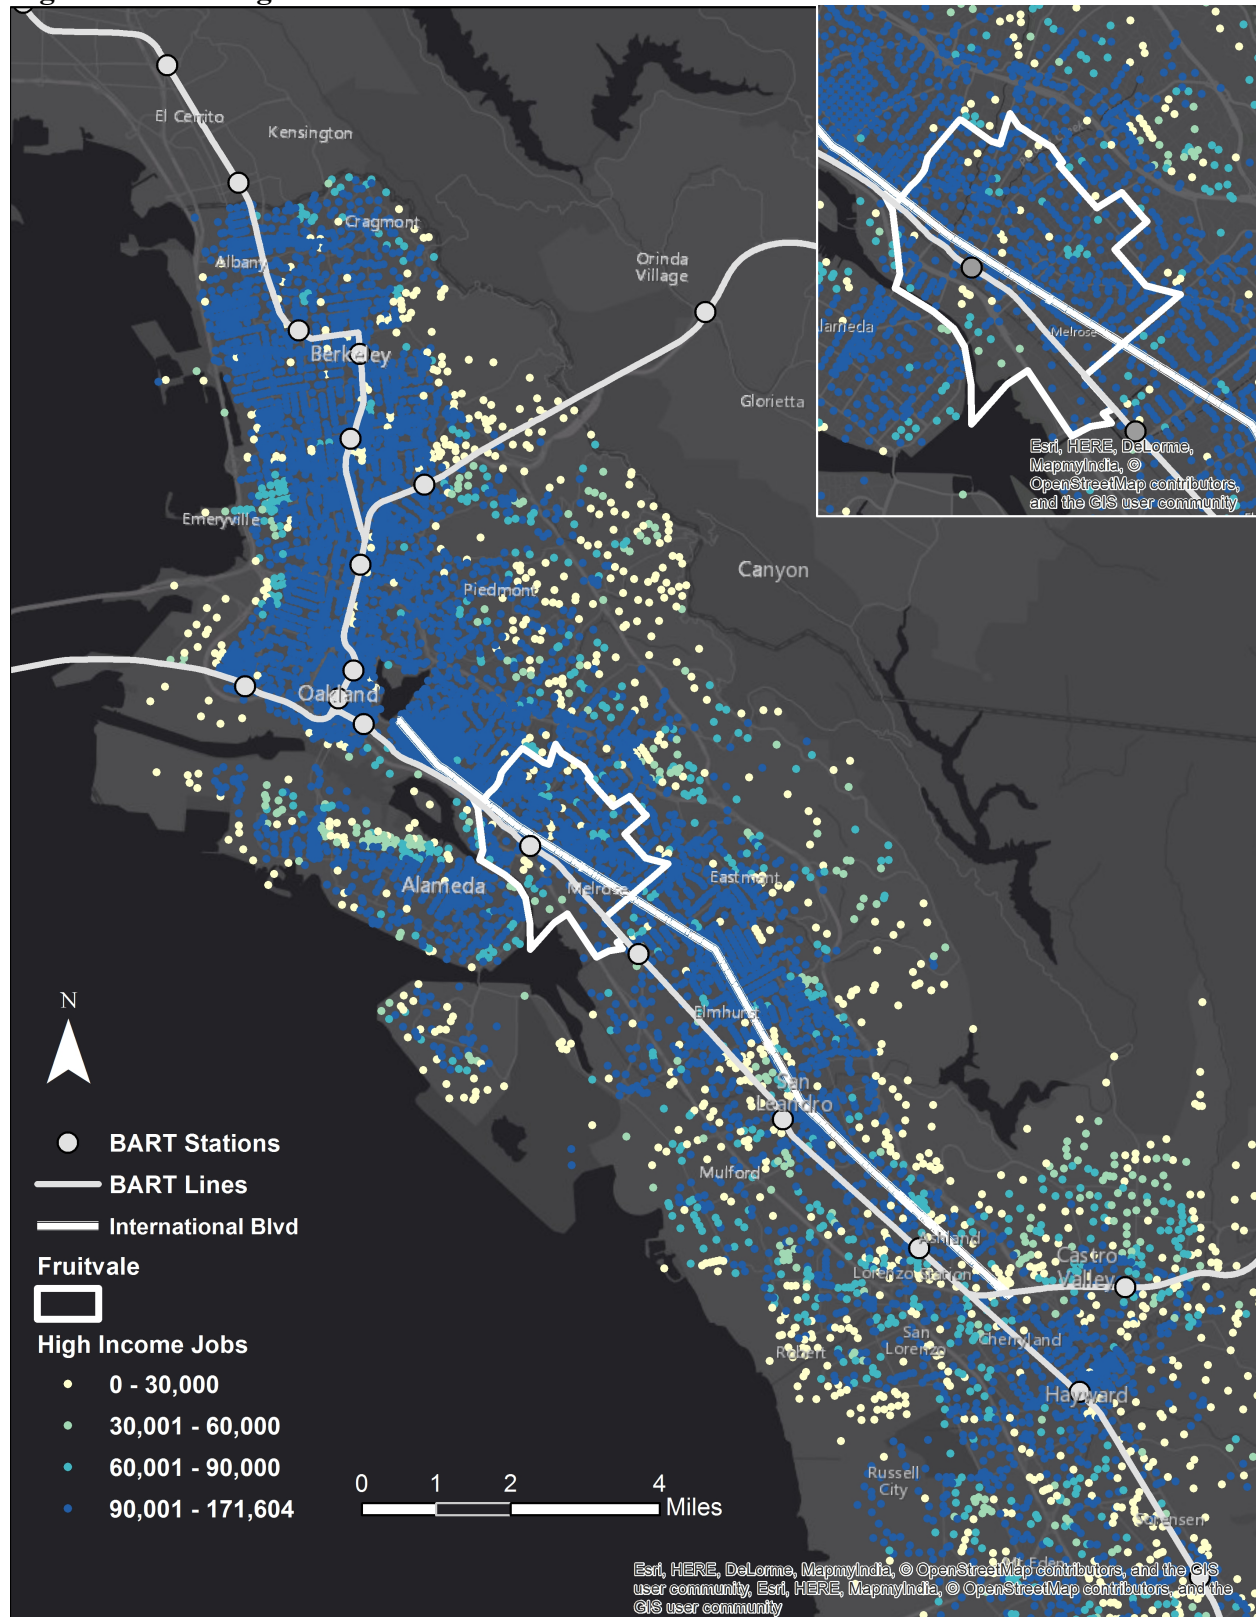 El Cerrito
Kensington
Cragmont
Albany
Orinda
Village
Berkeley
Glorietta
Emeryville
Canyon
Piedmont
Oakland
Alameda
Melrose
Eastmont
Elmhurst
San
Leandro
Mulford
Ashland
Lorenzo Station
Castro
Valley
San
Lorenzo
Cherryland
Robert
Hayward
Russell
City
Sorensen
Mt Eden
lameda
Melrose
Esri, HERE, DeLorme,
MapmyIndia, ©
OpenStreetMap contributors,
and the GIS user community
N
BART Stations
BART Lines
International Blvd
Fruitvale
High Income Jobs
0 - 30,000
30,001 - 60,000
60,001 - 90,000
90,001 - 171,604
0 1 2 4
Miles
Esri, HERE, DeLorme, MapmyIndia, © OpenStreetMap contributors, and the GIS
user community, Esri, HERE, MapmyIndia, © OpenStreetMap contributors, and the
GIS user community